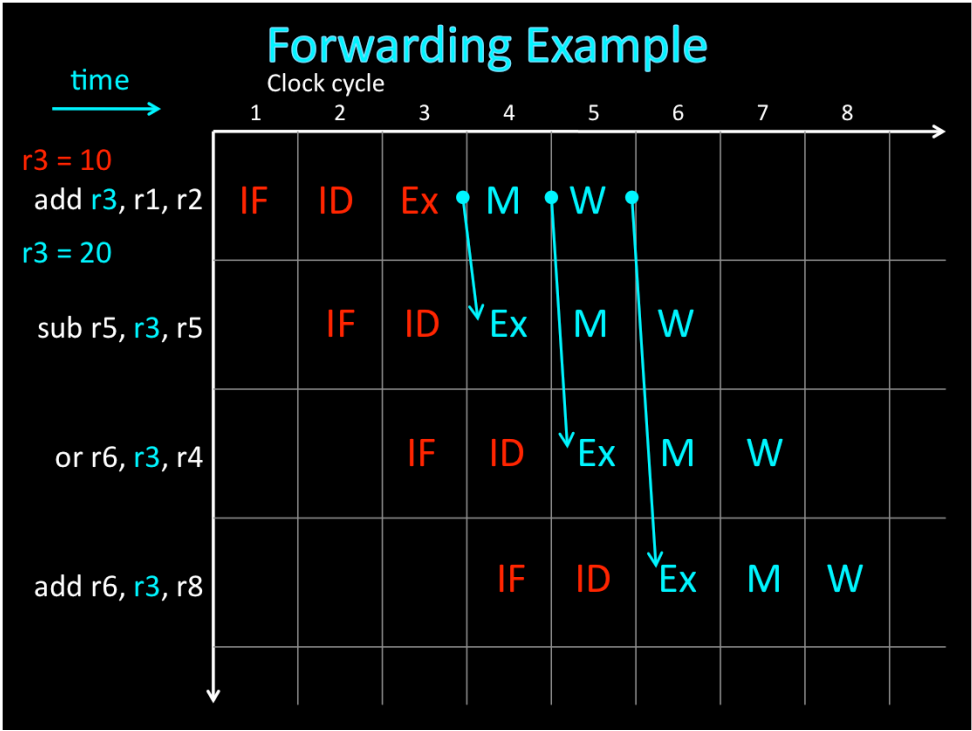 Forwarding Example
time
Clock cycle
1 2 3 4 5 6 7 8
r3 = 10
add r3, r1, r2 IF ID Ex M W
r3 = 20
sub r5, r3, r5 IF ID Ex M W
or r6, r3, r4 IF ID Ex M W
add r6, r3, r8 IF ID Ex M W